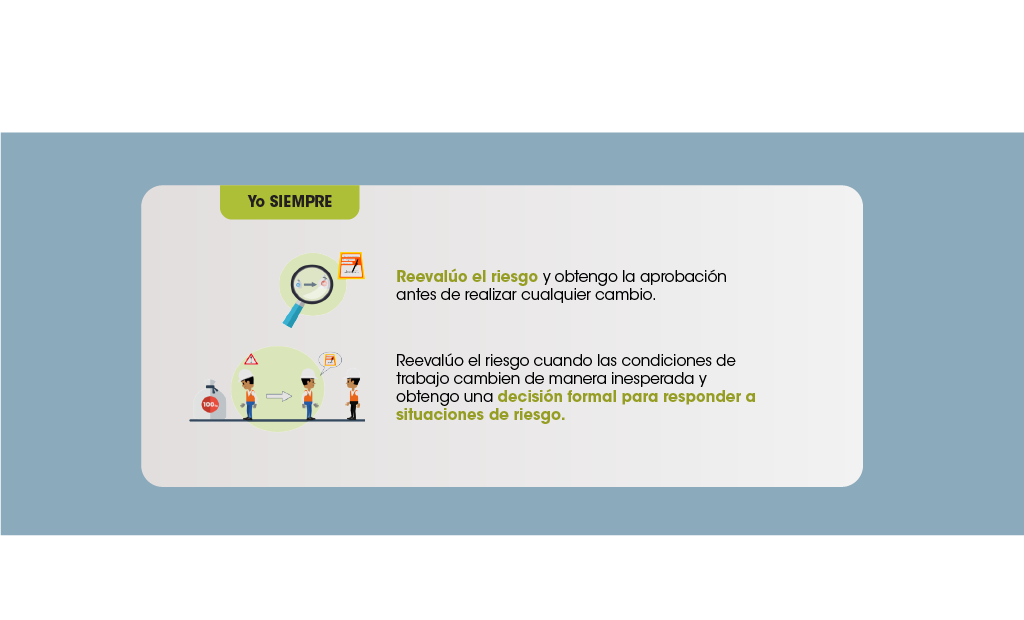 Yo SIEMPRE
Reevalúo el riesgo y obtengo la aprobación
antes de realizar cualquier cambio.
Reevalúo el riesgo cuando las condiciones de
trabajo cambien de manera inesperada y
obtengo una decisión formal para responder a
situaciones de riesgo.